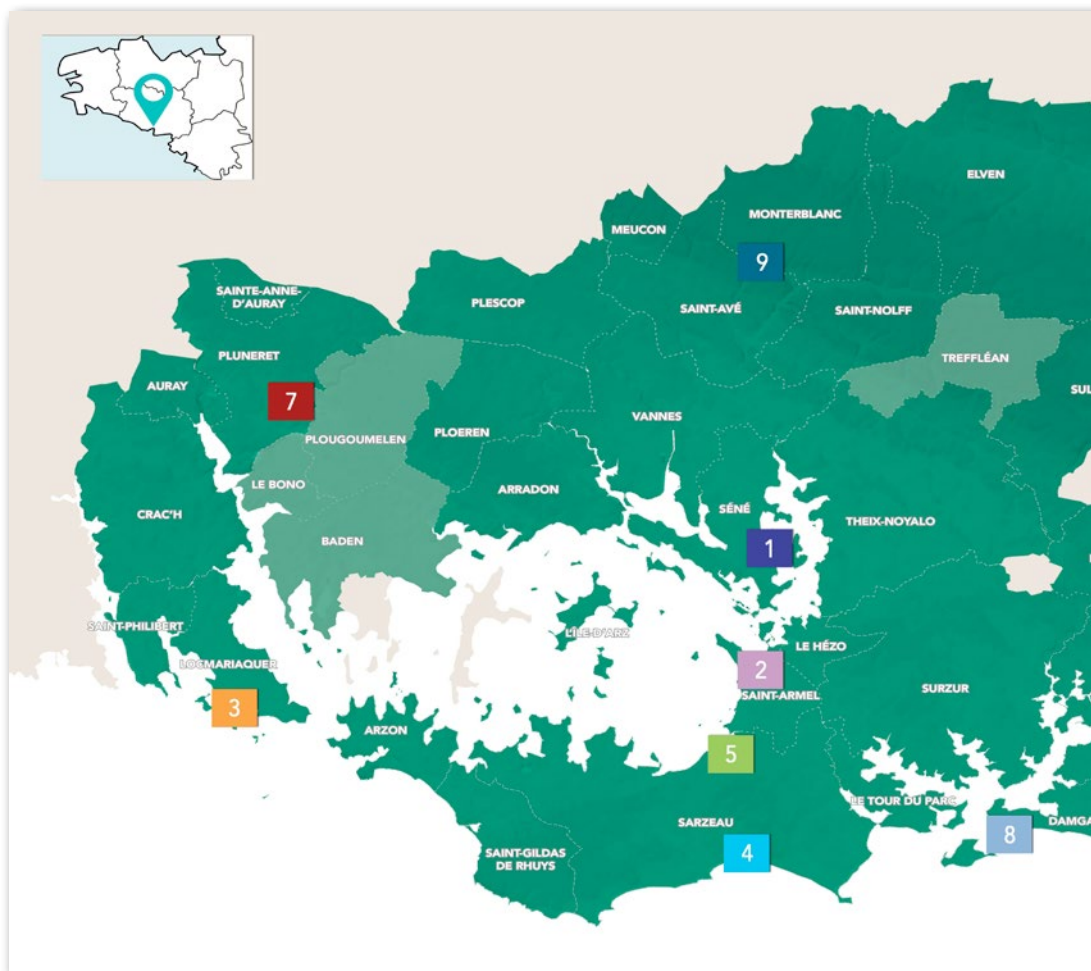 ELVEN
MONTERBLANC
MEUCON
9
SAINTE-ANNE-
D'AURAY
PLESCOP
SAINT-AVÉ
SAINT-NOLFF
PLUNERET
TREFFLÉAN
AURAY
SUL
7
VANNES
PLOUGOUMELEN
PLOEREN
LE BONO
ARRADON
CRAC'H
SÉNÉ
THEIX-NOYALO
BADEN
1
SAINT-PHILIBERT
L'ÎLE-D'ARZ
LE HÉZO
LOCMARIAQUER
2
SURZUR
SAINT-ARMEL
3
ARZON
5
LE TOUR DU PARC
SARZEAU
DAMGA
8
SAINT-GILDAS
DE RHUYS
4